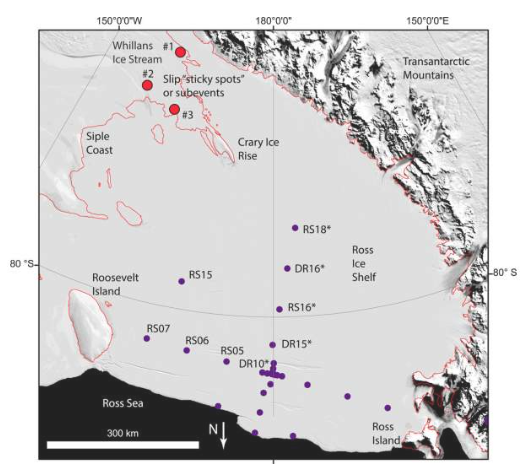 150°0'0"W 180°0'0" 150°0'0"W
#1
Whillans
Ice Stream
Transantarctic
Mountains
#2
Slip "sticky spots"
or subevents
#3
Siple
Coast
Crary Ice
Rise
RS18*
Ross
Ice
Shelf
DR16*
80 °S
80 °S
RS15
Roosevelt
Island
RS16*
RS07
RS06
RS05
DR15*
DR10*
Ross Sea
Ross
Island
N
300 km